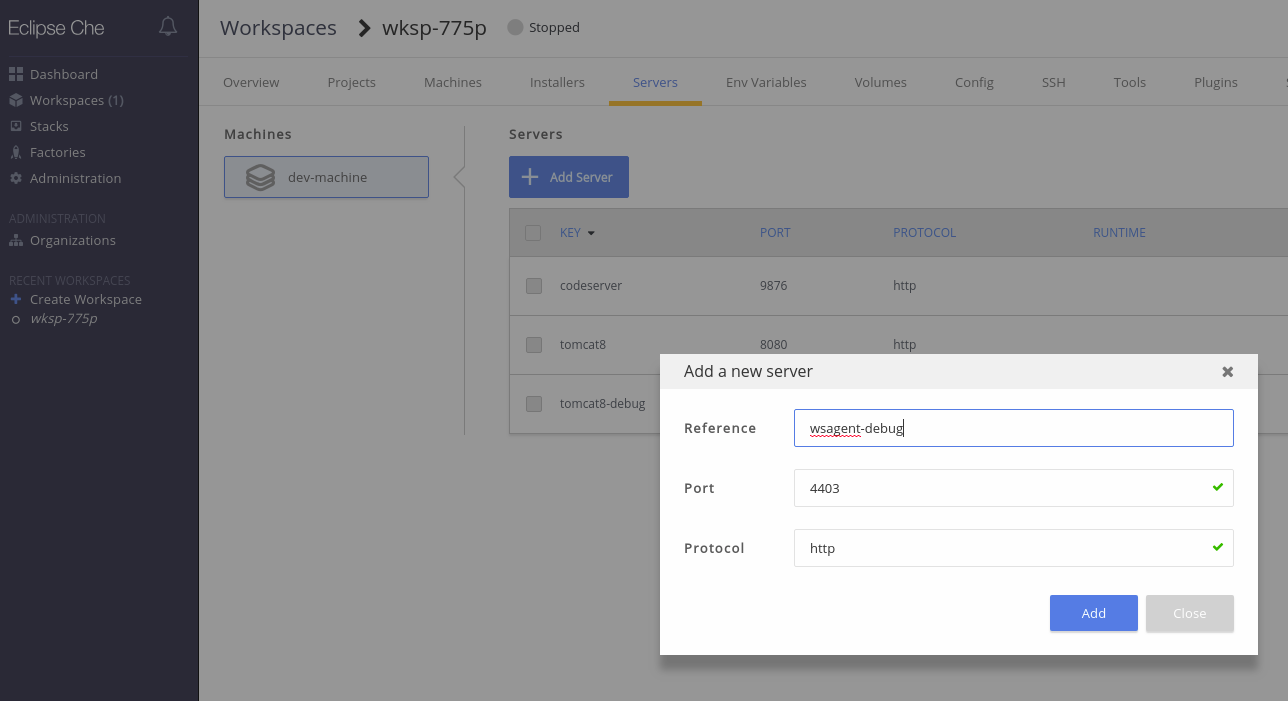 Eclipse Che
Dashboard
Workspaces (1)
Stacks
Factories
Administration
ADMINISTRATION
Organizations
RECENT WORKSPACES
Create Workspace
wksp-775p
Workspaces wksp-775p Stopped
Overview Projects Machines Installers Servers Env Variables Volumes Config SSH Tools Plugins
Machines
dev-machine
Servers
Add Server
KEY PORT PROTOCOL RUNTIME
codeserver 9876 http
tomcat8 8080 http
tomcat8-debug
Add a new server
Reference wsagent-debug
Port 4403
Protocol http
Add Close